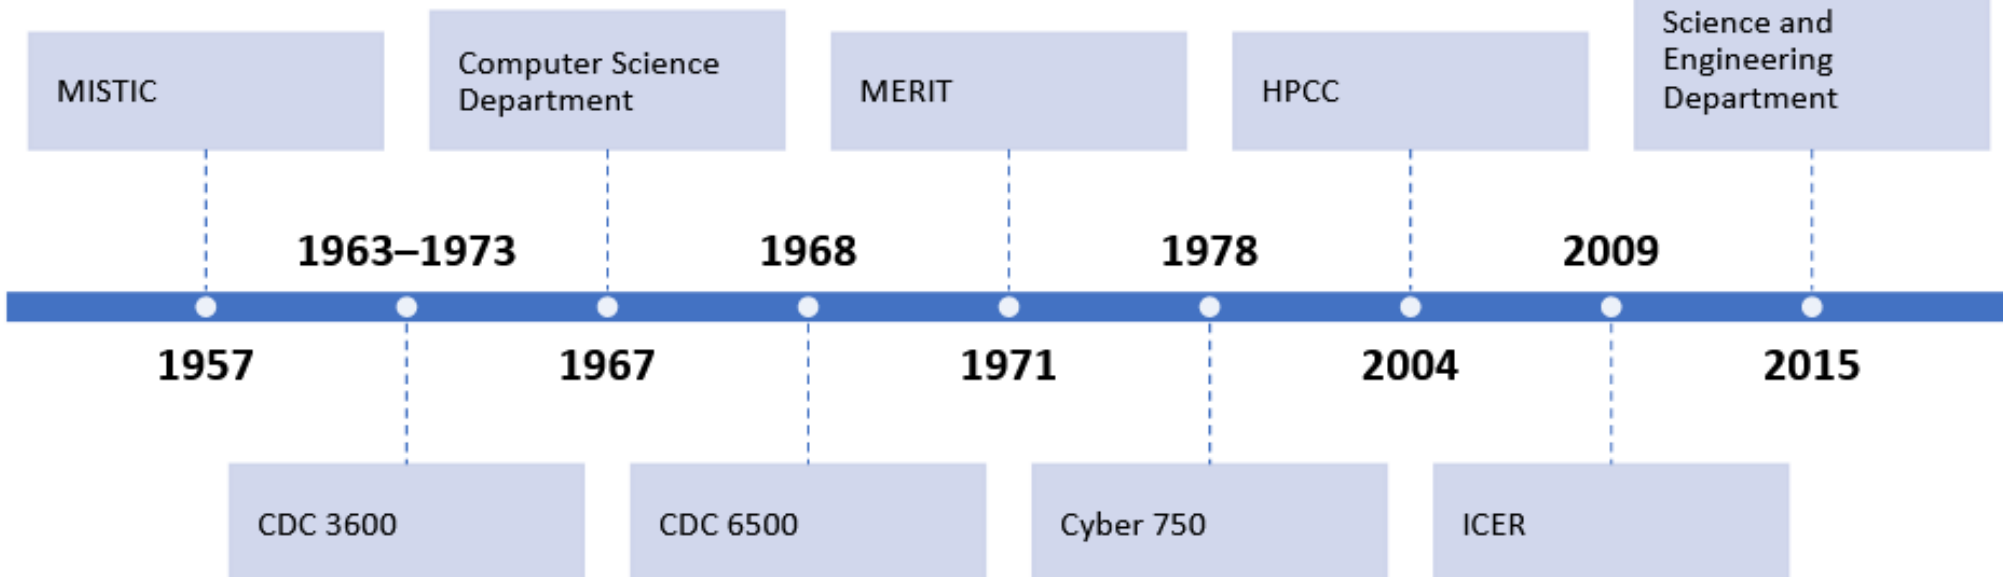 MISTIC
Computer Science
Department
MERIT
HPCC
Science and
Engineering
Department
1963–1973
1968
1978
2009
1957
1967
1971
2004
2015
CDC 3600
CDC 6500
Cyber 750
ICER